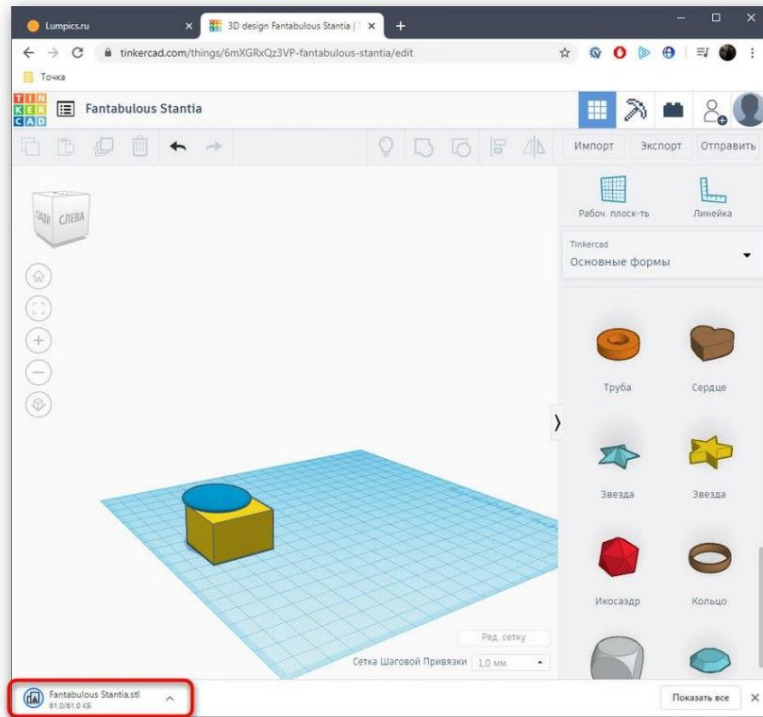 Lumpics.ru
3D design Fantabulous Stantia | T
tinkercad.com/things/6mXGRxQz3VP-fantabulous-stantia/edit
Точка
TIN
KER
CAD
Fantabulous Stantia
Импорт
Экспорт
Отправить
СЛЕВА
Рабоч. плоск-ть
Линейка
Tinkercad
Основные формы
Труба
Сердце
Звезда
Звезда
Икосаэдр
Кольцо
Ред. сетку
Сетка Шаговой Привязки
1,0 мм
Fantabulous Stantia.stl
61,0/61,0 КБ
Показать все